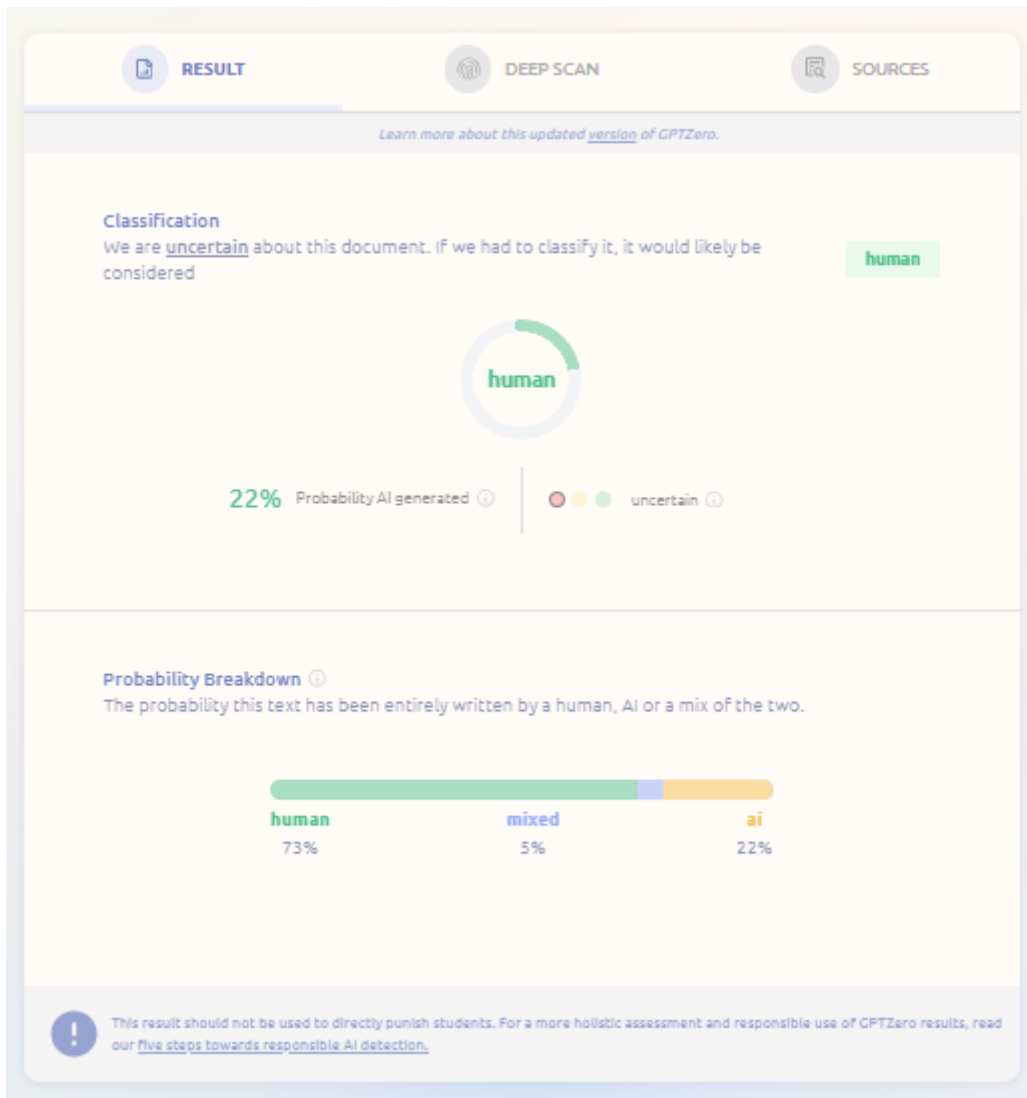 RESULT DEEP SCAN SOURCES
Learn more about this updated version of GPTZero.
Classification
We are uncertain about this document. If we had to classify it, it would likely be
considered
human
human
22% Probability AI generated uncertain
Probability Breakdown
The probability this text has been entirely written by a human, AI or a mix of the two.
human mixed ai
73% 5% 22%
This result should not be used to directly punish students. For a more holistic assessment and responsible use of GPTZero results, read
our five steps towards responsible AI detection.